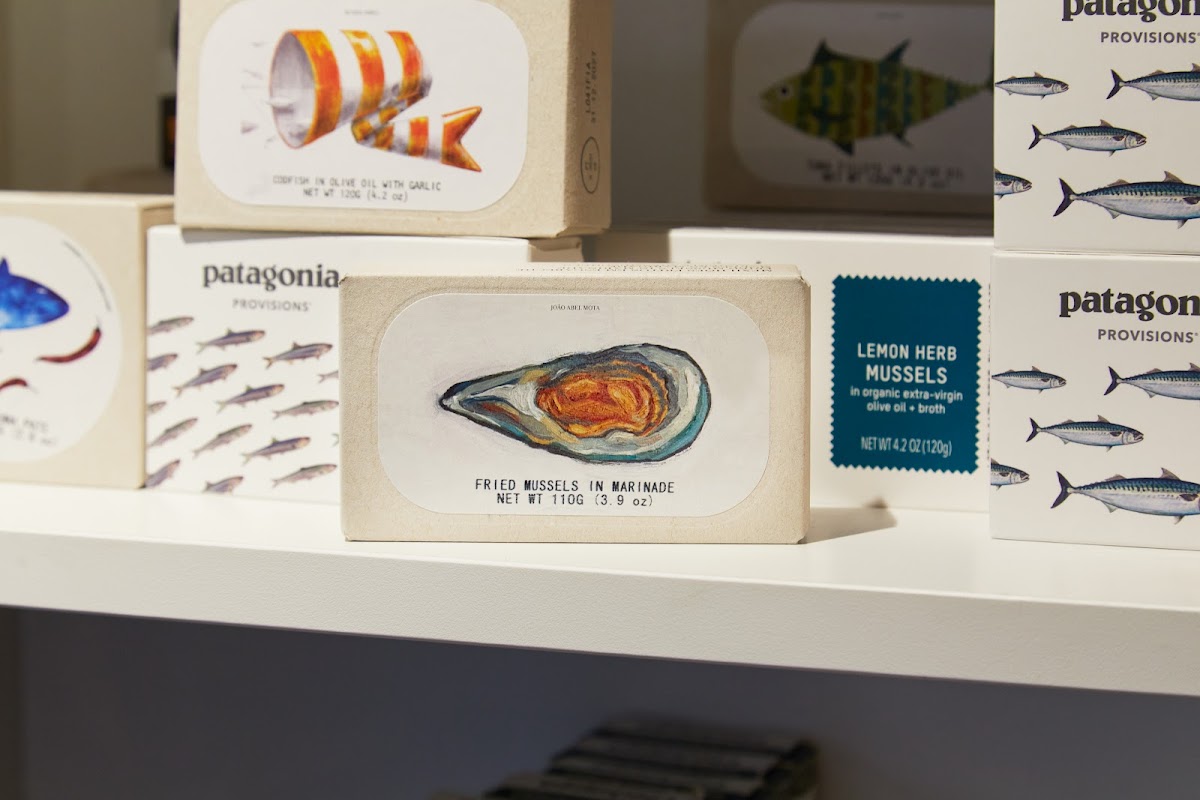 CODFISH IN OLIVE OIL WITH GARLIC
NET WT 120G (4.2 oz)
patagon
PROVISIONS
patagonia
PROVISIONS
JOÃO ABEL MOTA
FRIED MUSSELS IN MARINADE
NET WT 110G (3.9 oz)
LEMON HERB
MUSSELS
in organic extra-virgin
olive oil + broth
NET WT 4.2 OZ (120g)
patagon
PROVISIONS